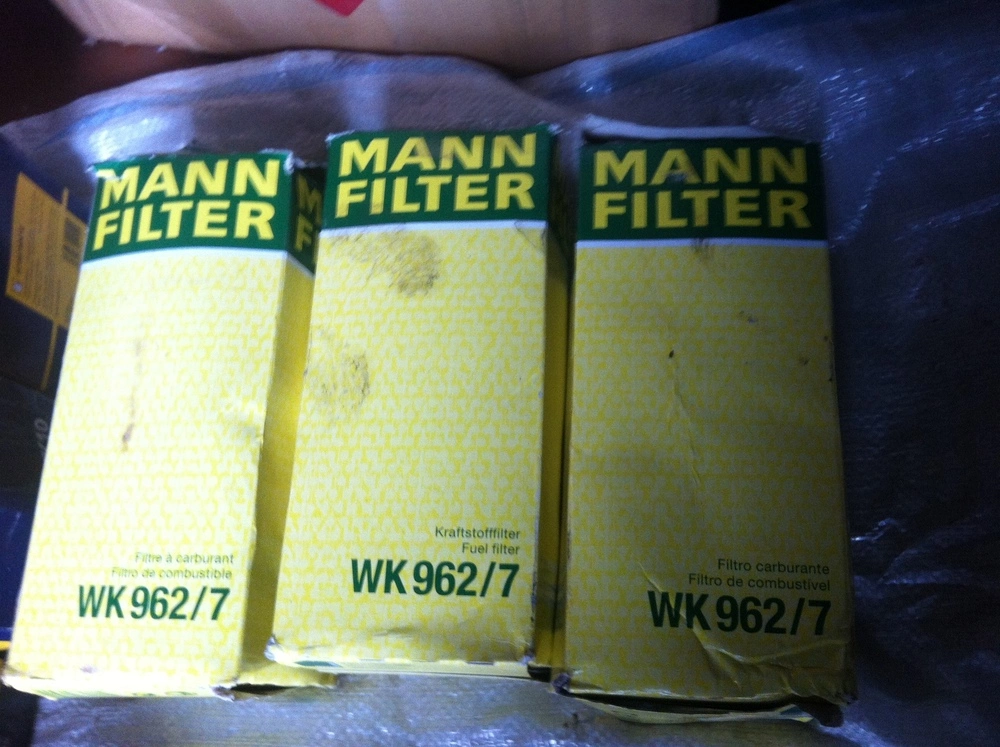 MANN
FILTER
Filtre à carburant
Filtro de combustible
WK 962/7
MANN
FILTER
Kraftstofffilter
Fuel filter
WK 962/7
MANN
FILTER
Filtro carburante
Filtro de combustível
WK 962/7